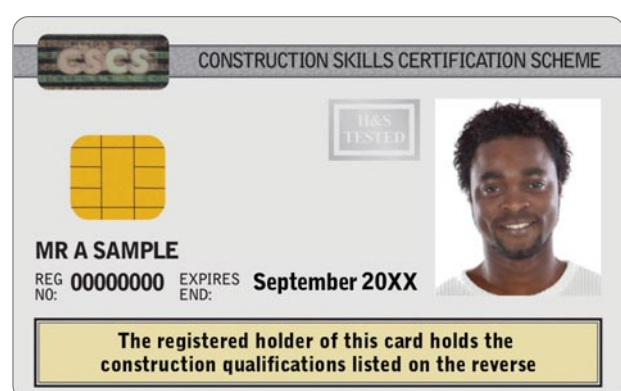 CSCS
CONSTRUCTION SKILLS CERTIFICATION SCHEME
H&S
TESTED
MR A SAMPLE
REG NO: 00000000 EXPIRES END: September 20XX
The registered holder of this card holds the
construction qualifications listed on the reverse